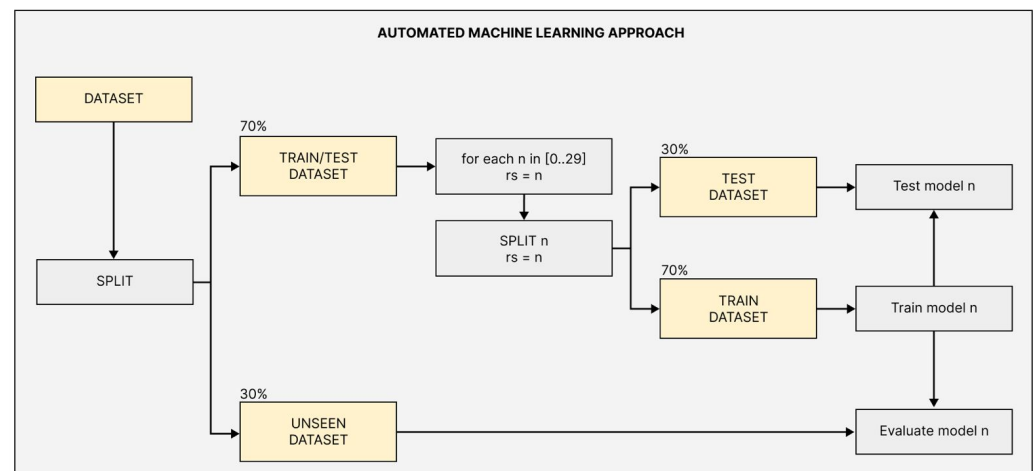 AUTOMATED MACHINE LEARNING APPROACH
DATASET
SPLIT
70%
TRAIN/TEST
DATASET
for each n in [0..29]
rs = n
SPLIT n
rs = n
30%
TEST
DATASET
Test model n
70%
TRAIN
DATASET
Train model n
30%
UNSEEN
DATASET
Evaluate model n